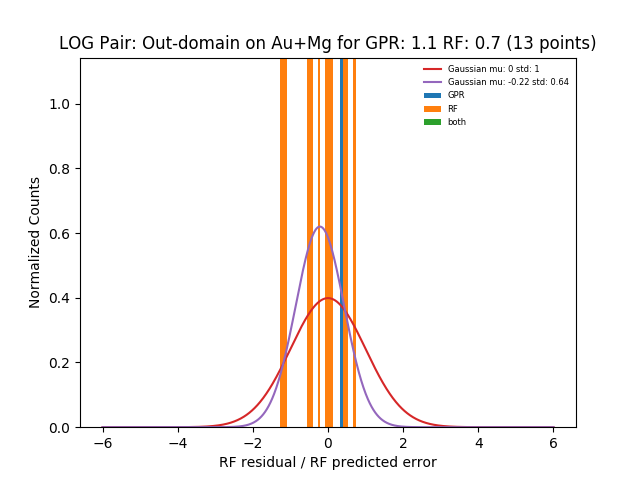 LOG Pair: Out-domain on Au+Mg for GPR: 1.1 RF: 0.7 (13 points)
Gaussian mu: 0 std: 1
Gaussian mu: -0.22 std: 0.64
GPR
RF
both
Normalized Counts
1.0
0.8
0.6
0.4
0.2
0.0
−6 −4 −2 0 2 4 6
RF residual / RF predicted error